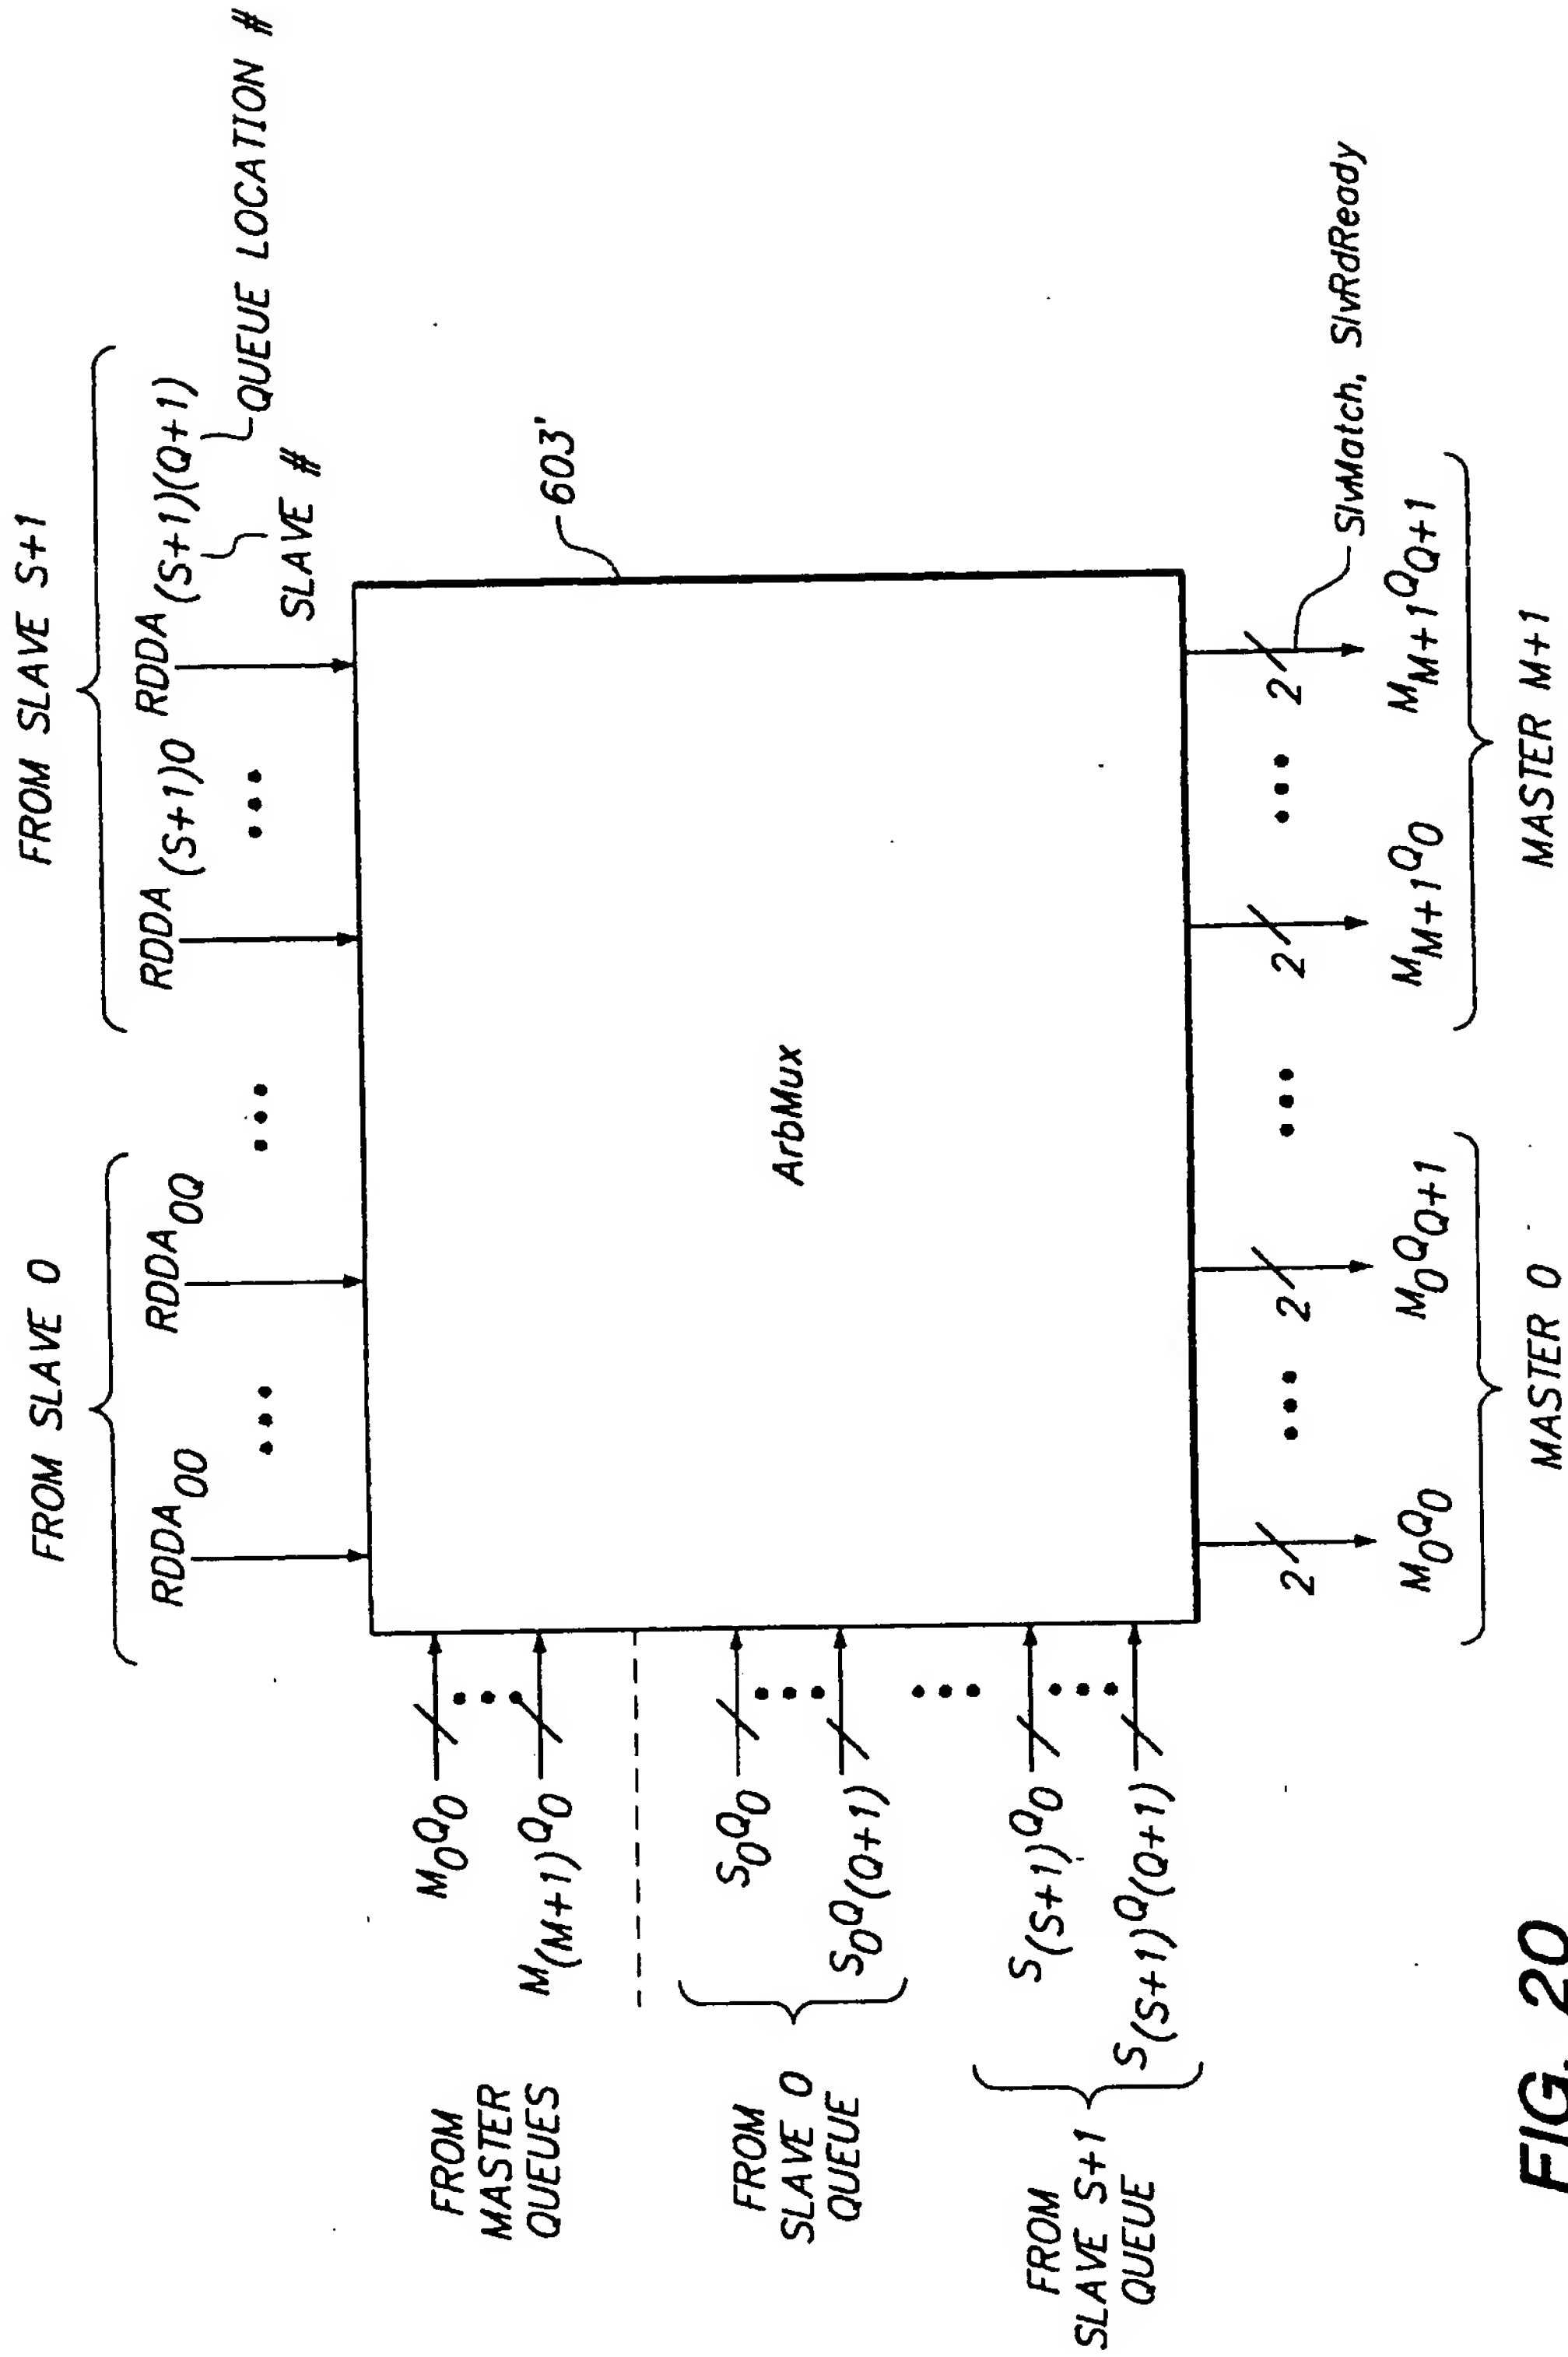 FROM SLAVE 0
FROM SLAVE S+1
RDDA00
RDDA0Q
RDDA(S+1)0
RDDA(S+1)(Q+1)
QUEUE LOCATION #
SLAVE #
603'
FROM
MASTER
QUEUES
M0Q0
M(M+1)Q0
FROM
SLAVE 0
QUEUE
S0Q0
S0Q(Q+1)
FROM
SLAVE S+1
QUEUE
S(S+1)Q0
S(S+1)Q(Q+1)
ArbMux
2
2
2
2
SlvMatch, SlvRdReady
M0Q0
M0QQ+1
MM+1Q0
MM+1QQ+1
MASTER 0
MASTER M+1
FIG. 20